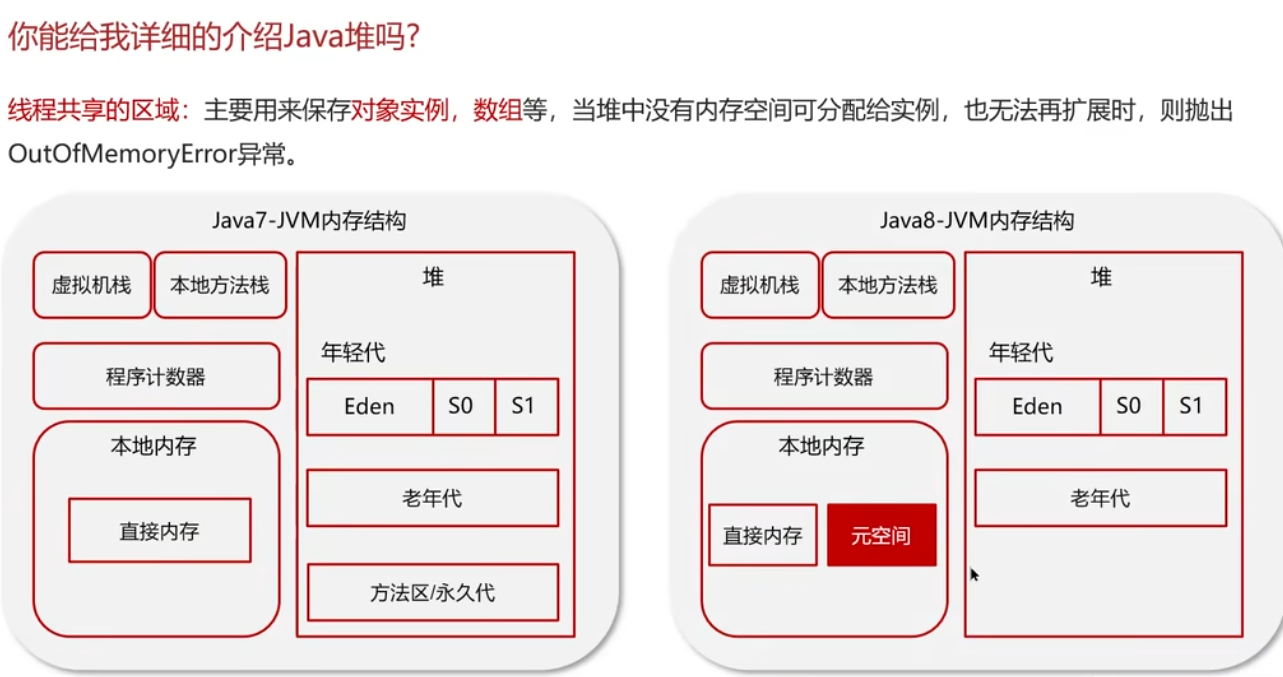 你能给我详细的介绍Java堆吗?
线程共享的区域：主要用来保存对象实例，数组等，当堆中没有内存空间可分配给实例，也无法再扩展时，则抛出
OutOfMemoryError异常。
Java7-JVM内存结构
虚拟机栈
本地方法栈
程序计数器
本地内存
直接内存
堆
年轻代
Eden
S0
S1
老年代
方法区/永久代
Java8-JVM内存结构
虚拟机栈
本地方法栈
程序计数器
本地内存
直接内存
元空间
堆
年轻代
Eden
S0
S1
老年代